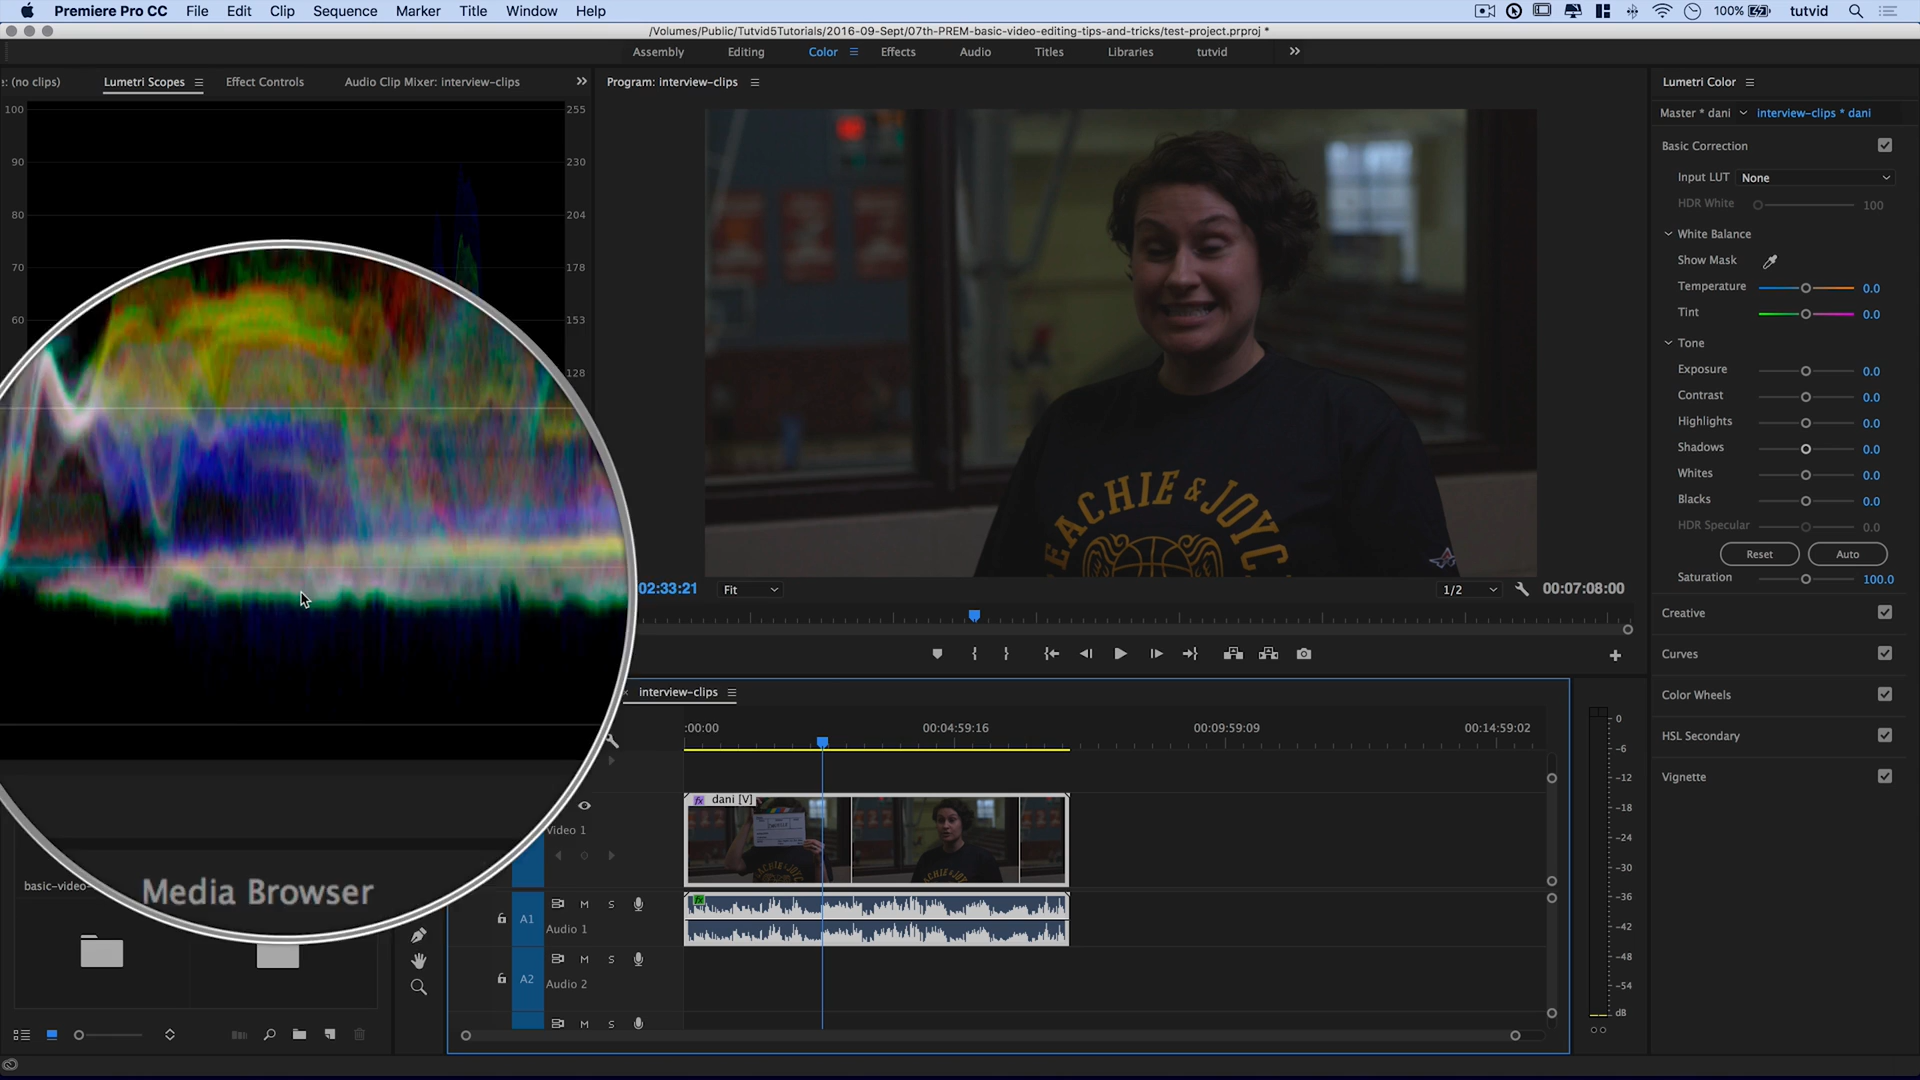 Premiere Pro CC File Edit Clip Sequence Marker Title Window Help 100% tutvid
/Volumes/Public/Tutvid5Tutorials/2016-09-Sept/07th-PREM-basic-video-editing-tips-and-tricks/test-project.prproj *
Assembly Editing Color Effects Audio Titles Libraries tutvid
: (no clips) Lumetri Scopes Effect Controls Audio Clip Mixer: interview-clips
Program: interview-clips
Lumetri Color
Master * dani interview-clips * dani
Basic Correction
Input LUT None
HDR White 100
White Balance
Show Mask
Temperature 0.0
Tint 0.0
Tone
Exposure 0.0
Contrast 0.0
Highlights 0.0
Shadows 0.0
Whites 0.0
Blacks 0.0
HDR Specular 0.0
Reset Auto
Saturation 100.0
Creative
Curves
Color Wheels
HSL Secondary
Vignette
100 255
90 230
80 204
70 178
60 153
128
EACHIE & JOYC
02:33:21 Fit 1/2 00:07:08:00
interview-clips
:00:00 00:04:59:16 00:09:59:09 00:14:59:02
fx dani [V]
Video 1
A1 M S
Audio 1
A2 M S
Audio 2
M S
basic-video-
Media Browser
0
-6
-12
-18
-24
-30
-36
-42
-48
-54
dB